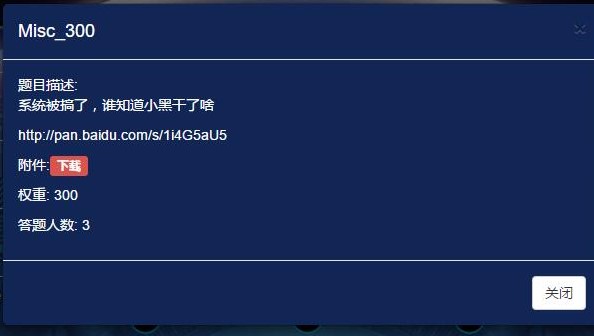 Misc_300
×
题目描述:
系统被搞了，谁知道小黑干了啥
http://pan.baidu.com/s/1i4G5aU5
附件:下载
权重: 300
答题人数: 3
关闭